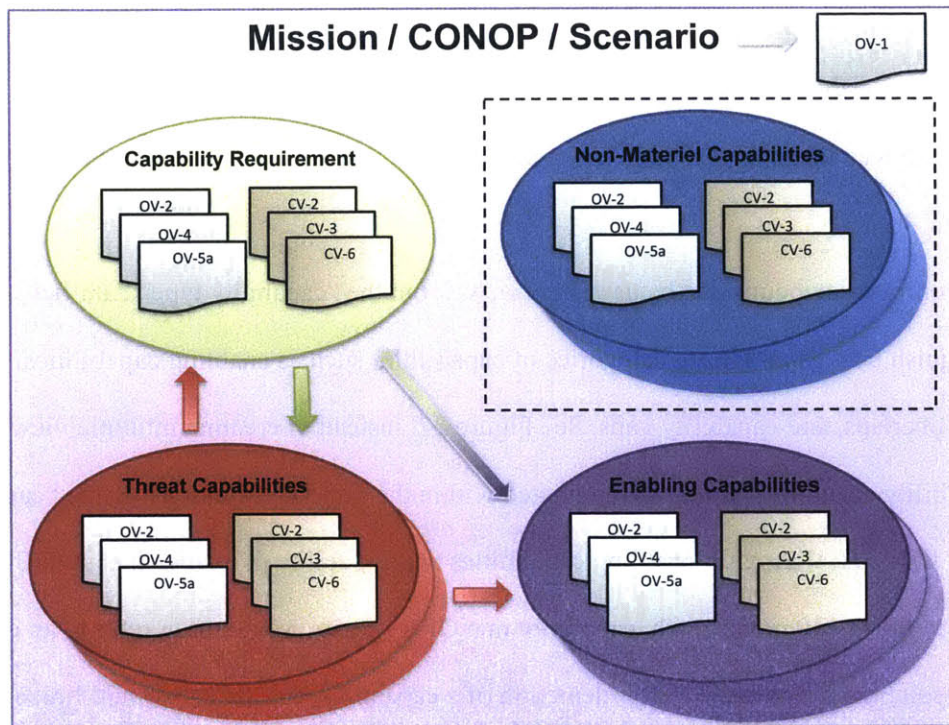 Mission / CONOP / Scenario
OV-1
Capability Requirement
OV-2
OV-4
OV-5a
CV-2
CV-3
CV-6
Non-Materiel Capabilities
OV-2
OV-4
OV-5a
CV-2
CV-3
CV-6
Threat Capabilities
OV-2
OV-4
OV-5a
CV-2
CV-3
CV-6
Enabling Capabilities
OV-2
OV-4
OV-5a
CV-2
CV-3
CV-6